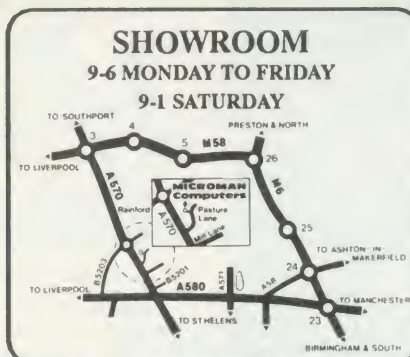 SHOWROOM
9-6 MONDAY TO FRIDAY
9-1 SATURDAY
TO SOUTHPORT
PRESTON & NORTH
3
4
5
M58
26
TO LIVERPOOL
MICROMAN
Computers
A570
M6
Rainford
A570
Pasture
Lane
Mill Lane
25
TO ASHTON-IN-
MAKERFIELD
24
B5203
B5201
A571
A58
TO LIVERPOOL
A580
TO MANCHESTER
23
TO ST HELENS
BIRMINGHAM & SOUTH